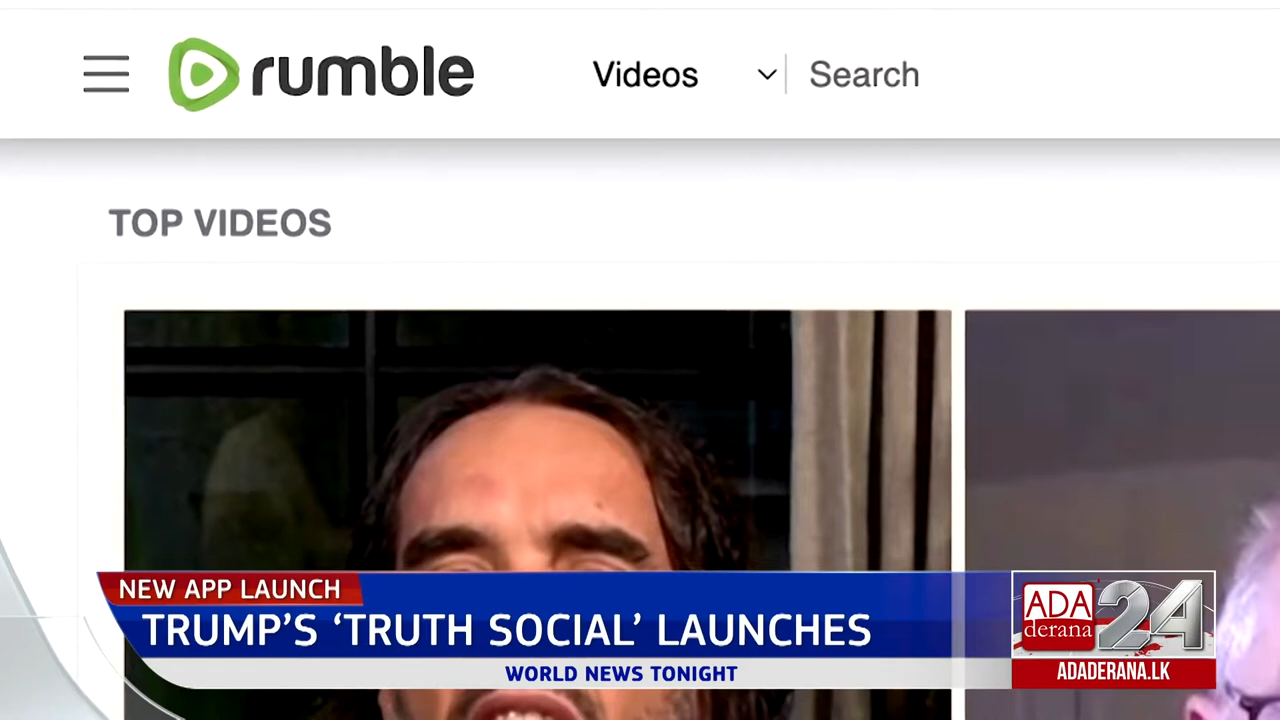 rumble
Videos
Search
TOP VIDEOS
NEW APP LAUNCH
TRUMP'S 'TRUTH SOCIAL' LAUNCHES
WORLD NEWS TONIGHT
ADA
derana
24
ADADERANA.LK